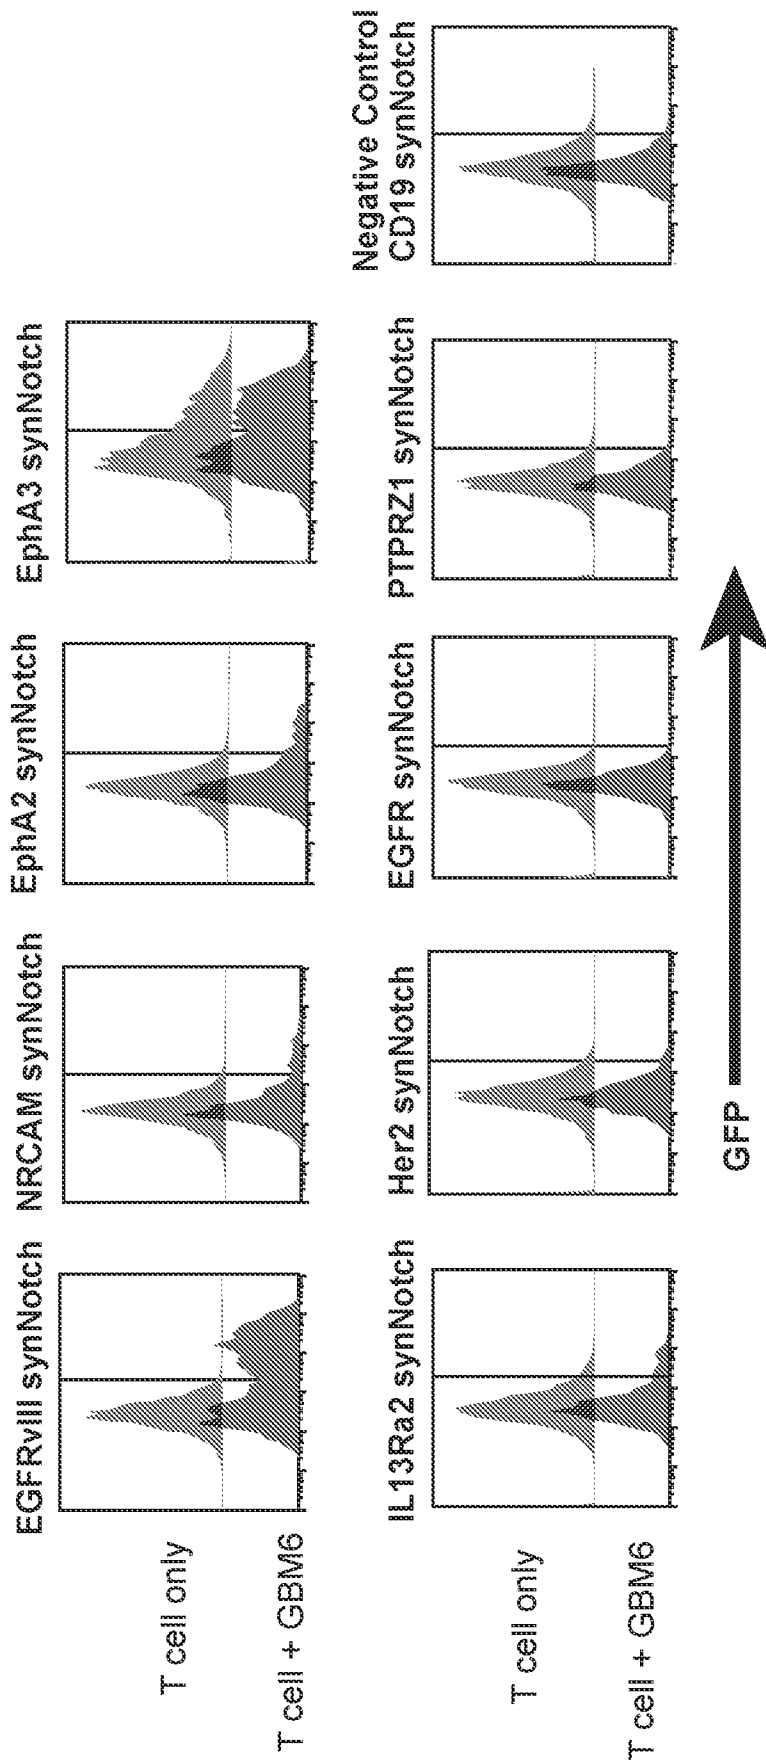 EGFRvIII synNotch
NRCAM synNotch
EphA2 synNotch
EphA3 synNotch
T cell only
T cell + GBM6
IL13Ra2 synNotch
Her2 synNotch
EGFR synNotch
PTPRZ1 synNotch
Negative Control
CD19 synNotch
T cell only
T cell + GBM6
GFP